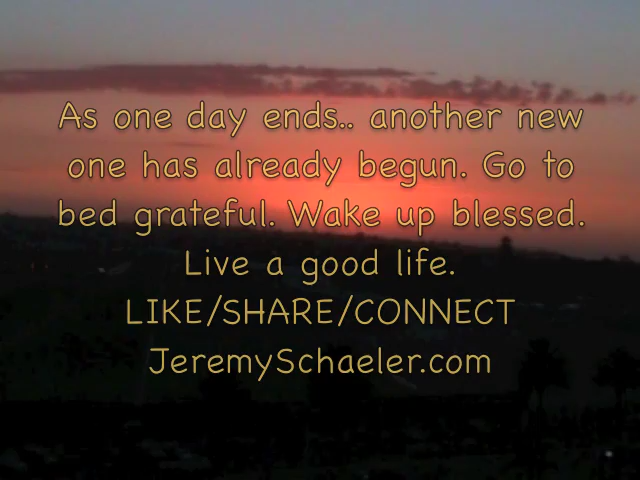 As one day ends.. another new
one has already begun. Go to
bed grateful. Wake up blessed.
Live a good life.
LIKE/SHARE/CONNECT
JeremySchaeler.com